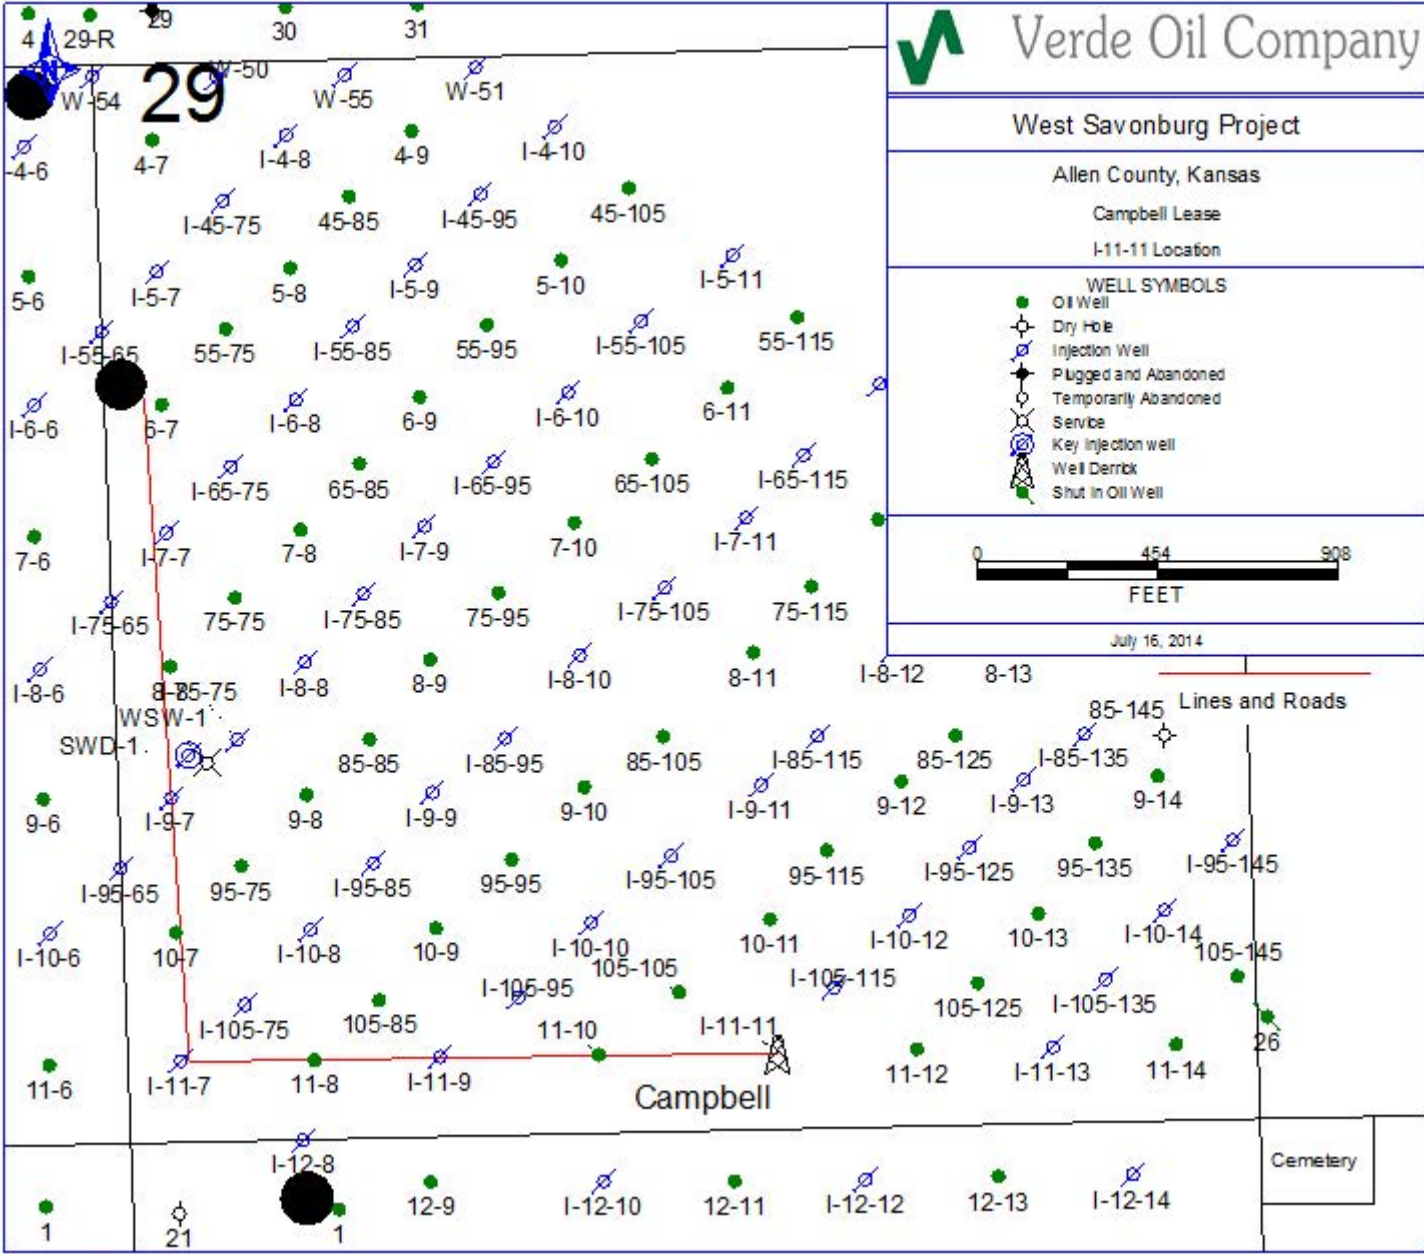 4
29-R
29
30
31
Verde Oil Company
W-54
29
W-50
W-55
W-51
West Savonburg Project
-4-6
4-7
I-4-8
4-9
I-4-10
Allen County, Kansas
Campbell Lease
I-11-11 Location
I-45-75
45-85
I-45-95
45-105
5-6
I-5-7
5-8
I-5-9
5-10
I-5-11
WELL SYMBOLS
Oil Well
Dry Hole
Injection Well
Plugged and Abandoned
Temporarily Abandoned
Service
Key Injection well
Well Derrick
Shut In Oil Well
I-55-65
55-75
I-55-85
55-95
I-55-105
55-115
I-6-6
6-7
I-6-8
6-9
I-6-10
6-11
I-65-75
65-85
I-65-95
65-105
I-65-115
7-6
I-7-7
7-8
I-7-9
7-10
I-7-11
0 454 908
FEET
I-75-65
75-75
I-75-85
75-95
I-75-105
75-115
July 16, 2014
I-8-6
I-8-8
8-9
I-8-10
8-11
I-8-12
8-13
Lines and Roads
WSW-1
SWD-1
85-85
I-85-95
85-105
I-85-115
85-125
I-85-135
85-145
9-6
I-9-7
9-8
I-9-9
9-10
I-9-11
9-12
I-9-13
9-14
I-95-65
95-75
I-95-85
95-95
I-95-105
95-115
I-95-125
95-135
I-95-145
I-10-6
10-7
I-10-8
10-9
I-10-10
10-11
I-10-12
10-13
I-10-14
I-105-75
105-85
I-105-95
105-105
I-105-115
105-125
I-105-135
105-145
11-6
I-11-7
11-8
I-11-9
11-10
I-11-11
11-12
I-11-13
11-14
26
Campbell
I-12-8
Cemetery
1
21
1
12-9
I-12-10
12-11
I-12-12
12-13
I-12-14